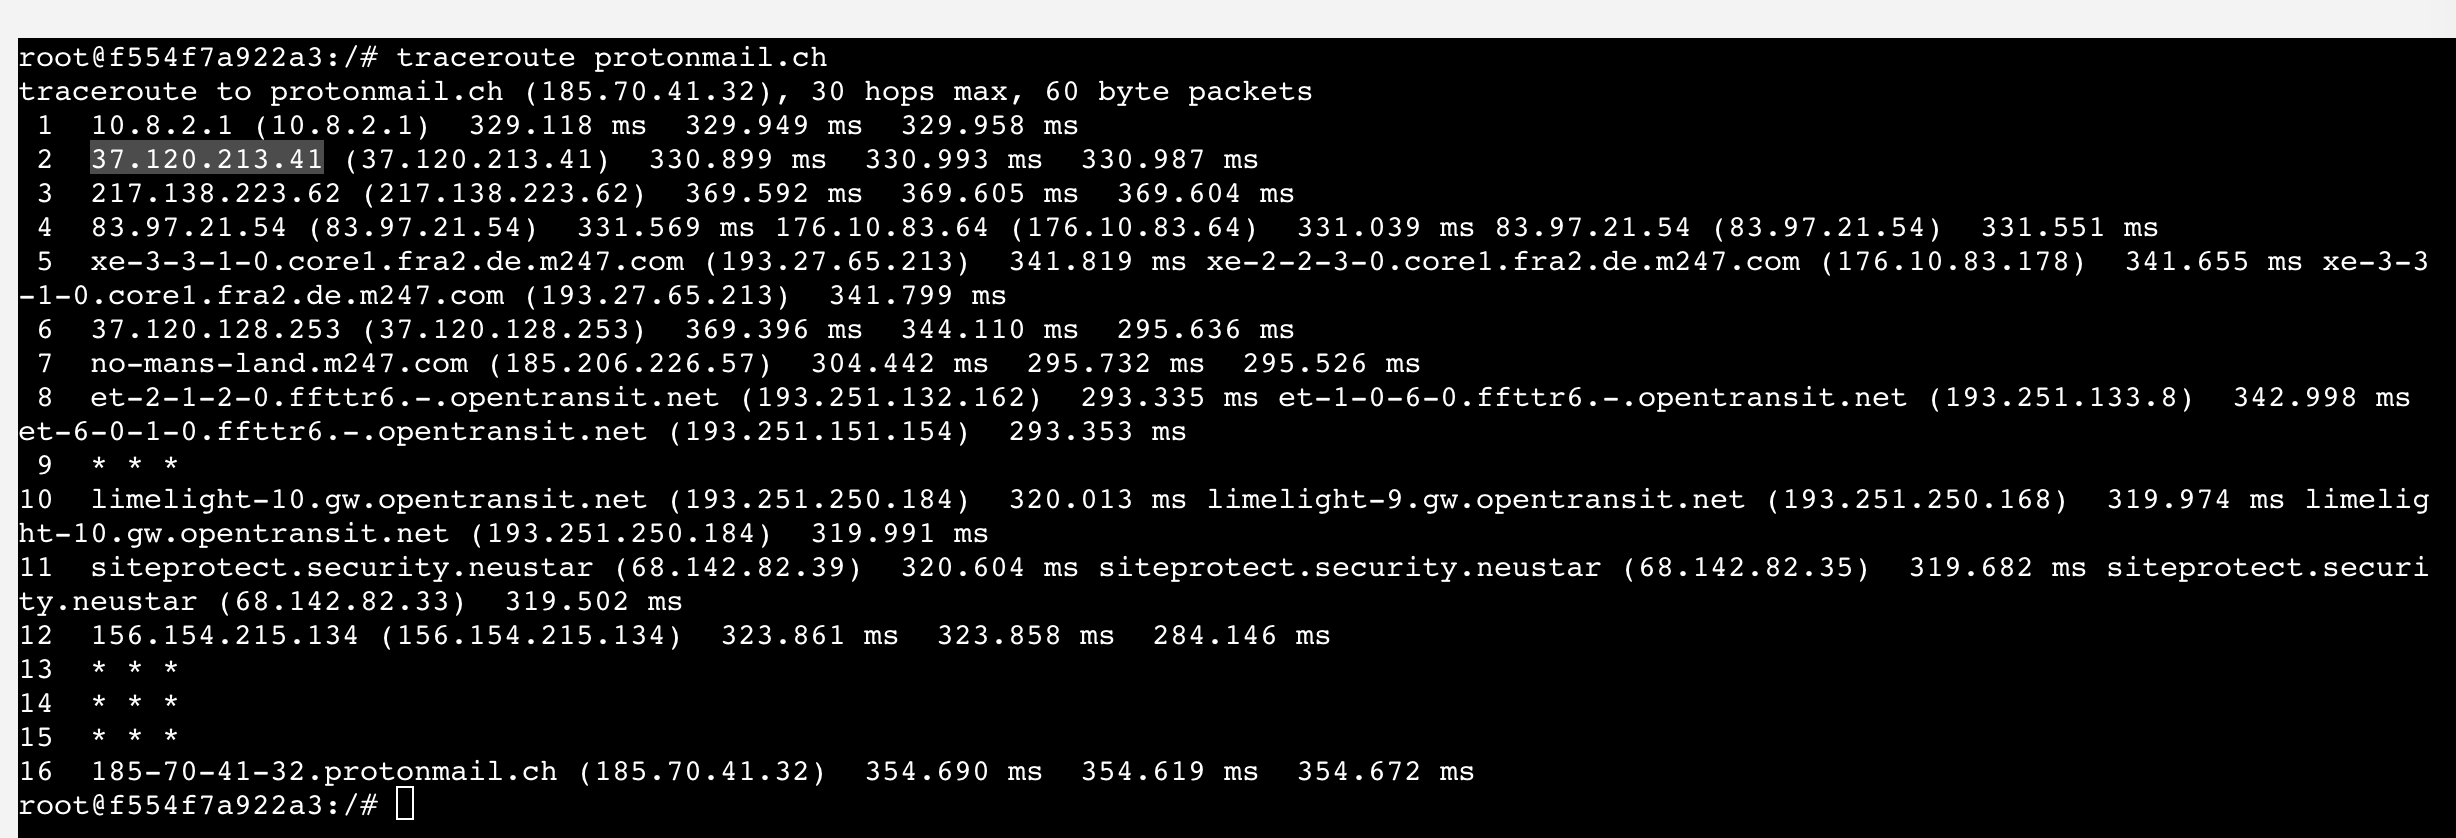 root@f554f7a922a3:/# traceroute protonmail.ch
traceroute to protonmail.ch (185.70.41.32), 30 hops max, 60 byte packets
 1  10.8.2.1 (10.8.2.1)  329.118 ms  329.949 ms  329.958 ms
 2  37.120.213.41 (37.120.213.41)  330.899 ms  330.993 ms  330.987 ms
 3  217.138.223.62 (217.138.223.62)  369.592 ms  369.605 ms  369.604 ms
 4  83.97.21.54 (83.97.21.54)  331.569 ms 176.10.83.64 (176.10.83.64)  331.039 ms 83.97.21.54 (83.97.21.54)  331.551 ms
 5  xe-3-3-1-0.core1.fra2.de.m247.com (193.27.65.213)  341.819 ms xe-2-2-3-0.core1.fra2.de.m247.com (176.10.83.178)  341.655 ms xe-3-3
-1-0.core1.fra2.de.m247.com (193.27.65.213)  341.799 ms
 6  37.120.128.253 (37.120.128.253)  369.396 ms  344.110 ms  295.636 ms
 7  no-mans-land.m247.com (185.206.226.57)  304.442 ms  295.732 ms  295.526 ms
 8  et-2-1-2-0.ffttr6.-.opentransit.net (193.251.132.162)  293.335 ms et-1-0-6-0.ffttr6.-.opentransit.net (193.251.133.8)  342.998 ms
et-6-0-1-0.ffttr6.-.opentransit.net (193.251.151.154)  293.353 ms
 9  * * *
10  limelight-10.gw.opentransit.net (193.251.250.184)  320.013 ms limelight-9.gw.opentransit.net (193.251.250.168)  319.974 ms limelig
ht-10.gw.opentransit.net (193.251.250.184)  319.991 ms
11  siteprotect.security.neustar (68.142.82.39)  320.604 ms siteprotect.security.neustar (68.142.82.35)  319.682 ms siteprotect.securi
ty.neustar (68.142.82.33)  319.502 ms
12  156.154.215.134 (156.154.215.134)  323.861 ms  323.858 ms  284.146 ms
13  * * *
14  * * *
15  * * *
16  185-70-41-32.protonmail.ch (185.70.41.32)  354.690 ms  354.619 ms  354.672 ms
root@f554f7a922a3:/#